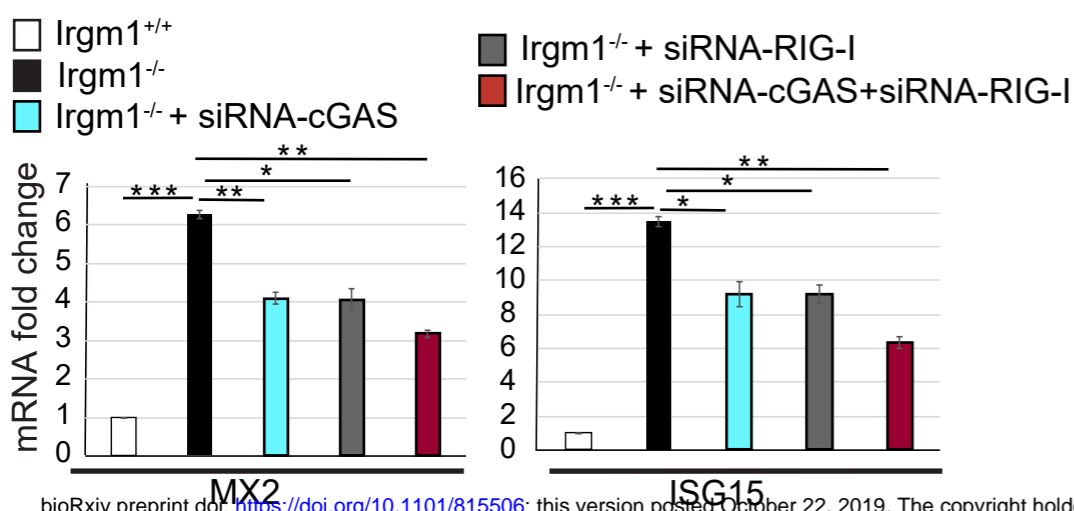 Irgm1+/+
Irgm1-/-
Irgm1-/- + siRNA-cGAS
Irgm1-/- + siRNA-RIG-I
Irgm1-/- + siRNA-cGAS+siRNA-RIG-I
mRNA fold change
7
6
5
4
3
2
1
0
**
*
*** **
MX2
16
14
12
10
8
6
4
2
0
**
*
*** *
ISG15
bioRxiv preprint doi: https://doi.org/10.1101/815506; this version posted October 22, 2019. The copyright hold